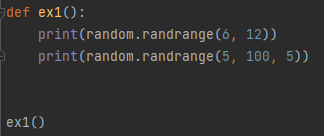 def ex1():
    print(random.randrange(6, 12))
    print(random.randrange(5, 100, 5))
ex1()